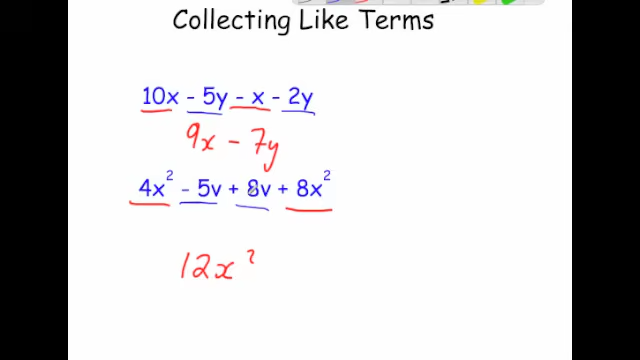 Collecting Like Terms
10x - 5y - x - 2y
9x - 7y
4x² - 5v + 8v + 8x²
12x²